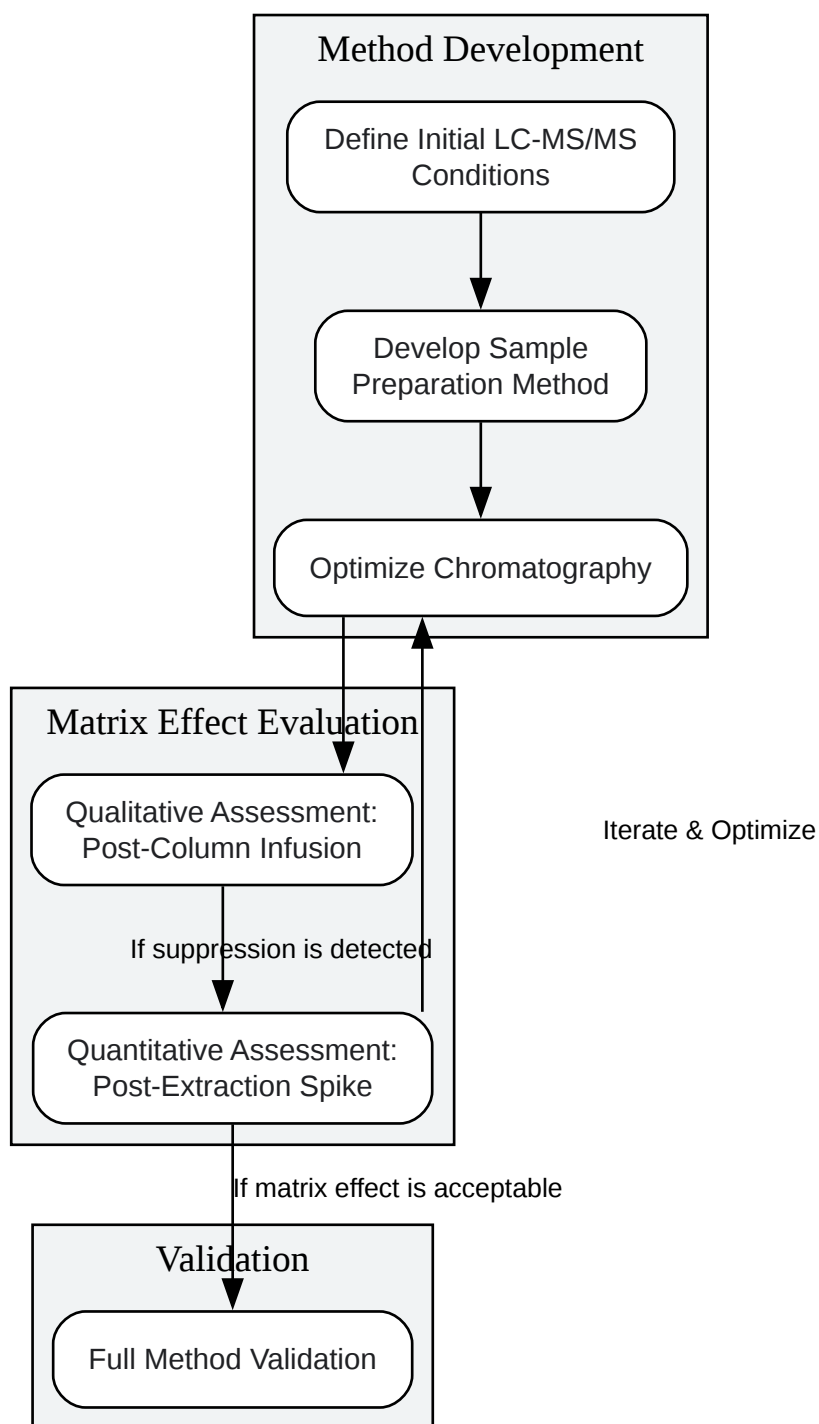 Method Development
Define Initial LC-MS/MS
Conditions
Develop Sample
Preparation Method
Optimize Chromatography
Matrix Effect Evaluation
Qualitative Assessment:
Post-Column Infusion
Iterate & Optimize
If suppression is detected
Quantitative Assessment:
Post-Extraction Spike
If matrix effect is acceptable
Validation
Full Method Validation